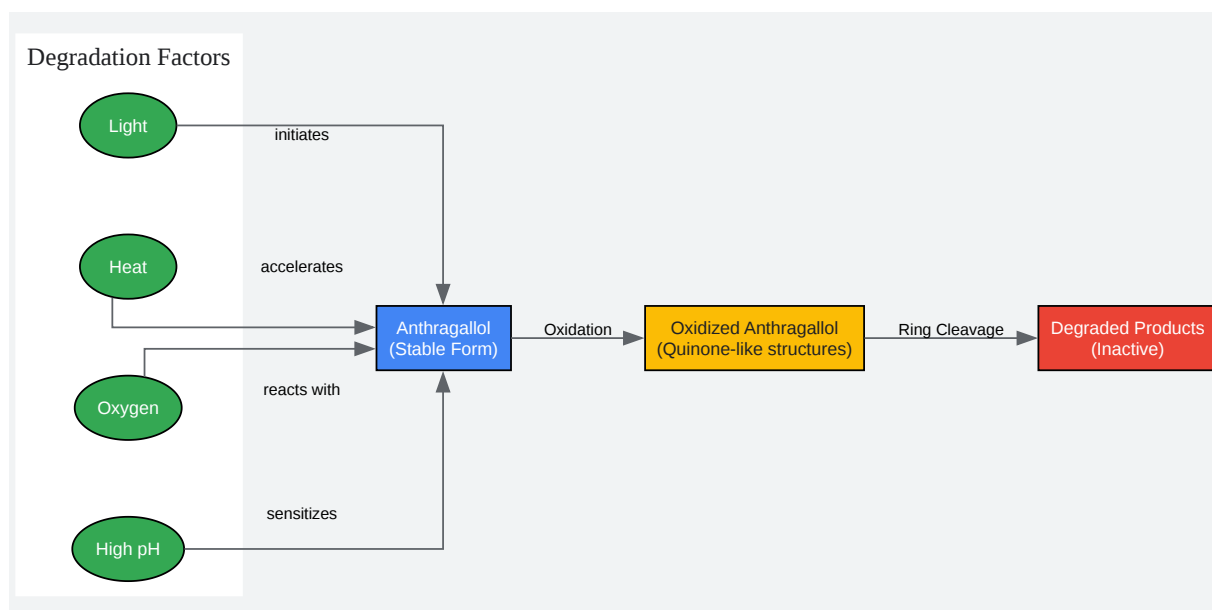 Degradation Factors
Light
initiates
Heat
accelerates
Anthragallol
(Stable Form)
Oxidation
Oxidized Anthragallol
(Quinone-like structures)
Ring Cleavage
Degraded Products
(Inactive)
reacts with
Oxygen
sensitizes
High pH